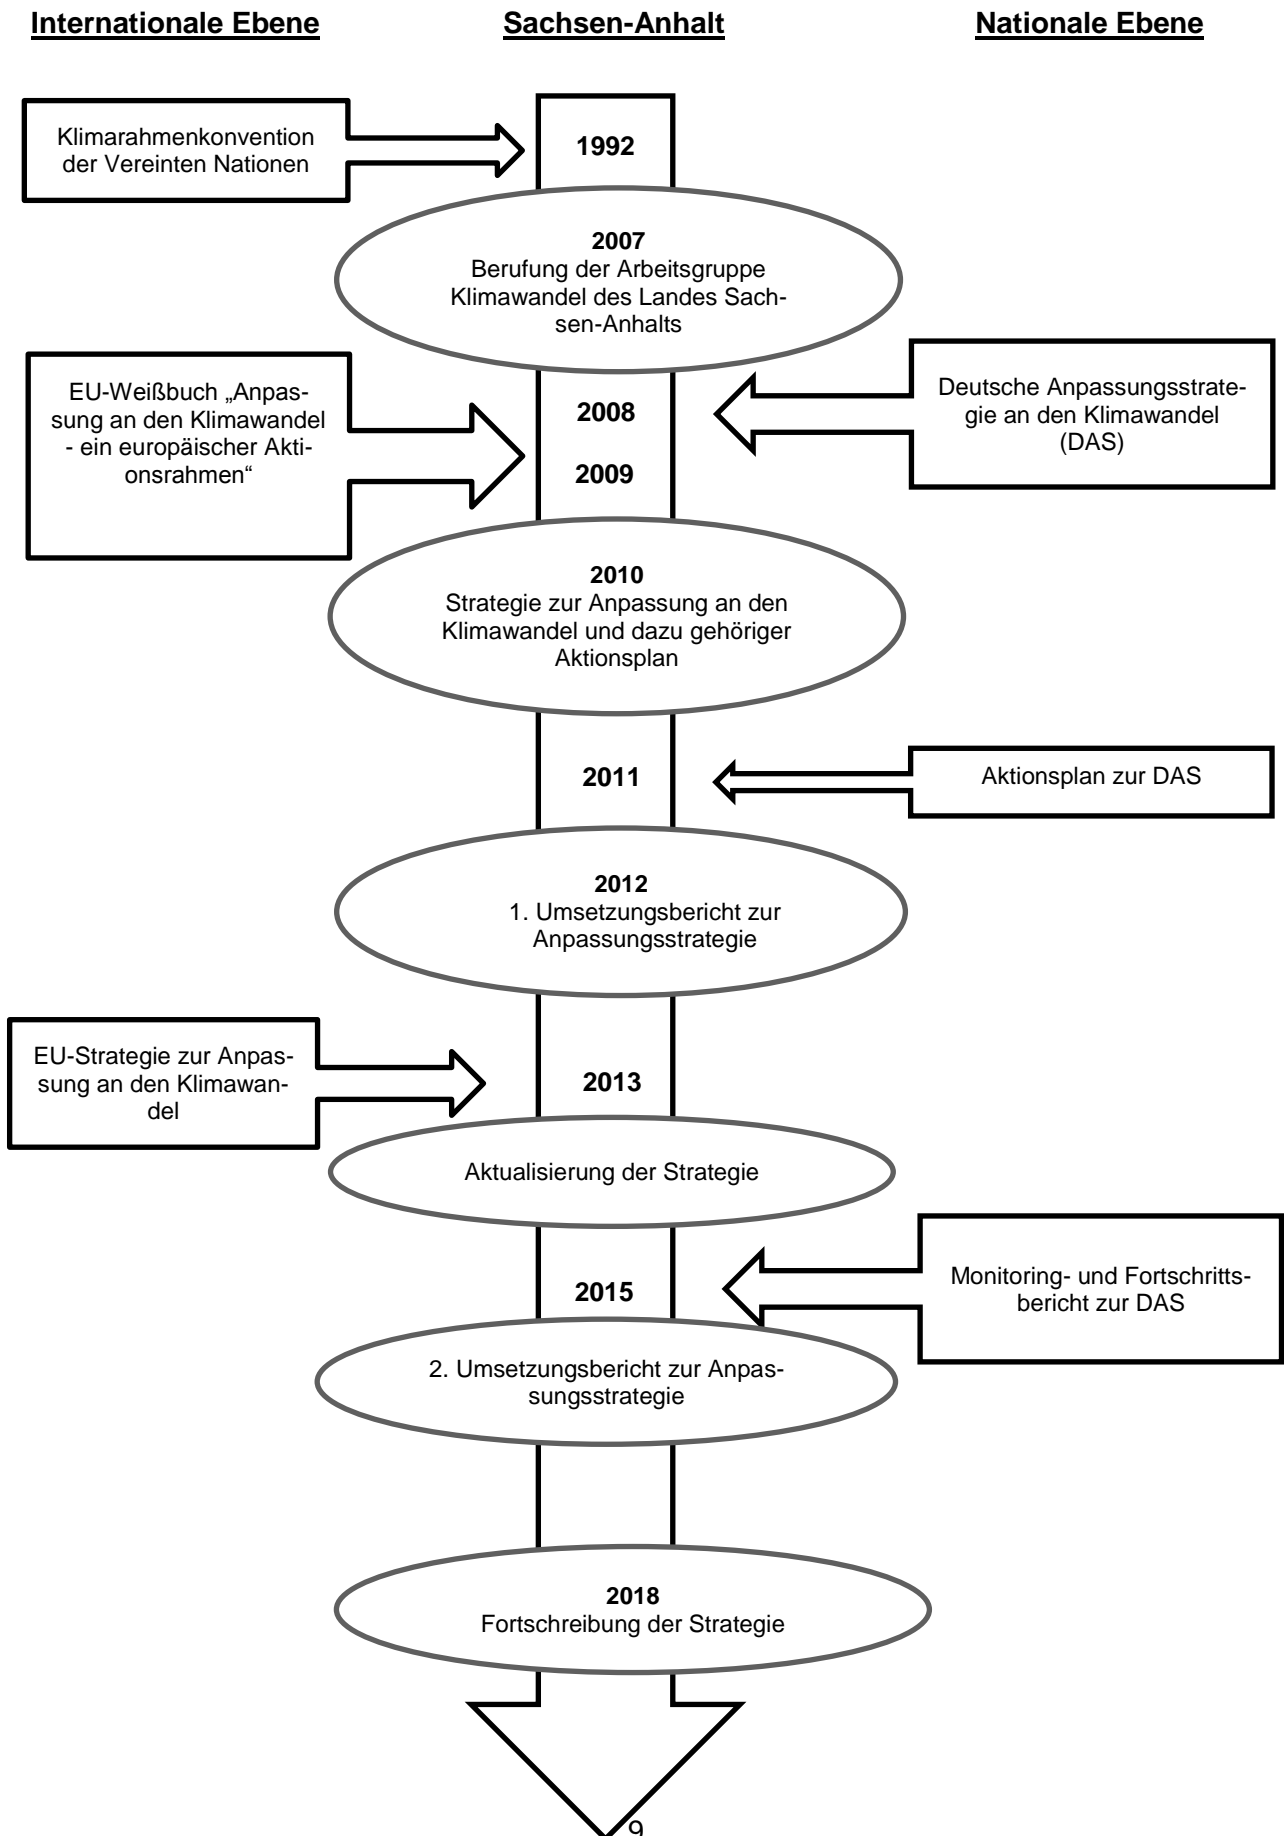 Internationale Ebene
Sachsen-Anhalt
Nationale Ebene
Klimarahmenkonvention
der Vereinten Nationen
1992
2007
Berufung der Arbeitsgruppe
Klimawandel des Landes Sach-
sen-Anhalts
EU-Weißbuch „Anpas-
sung an den Klimawandel
- ein europäischer Akti-
onsrahmen“
2008
2009
Deutsche Anpassungsstrate-
gie an den Klimawandel
(DAS)
2010
Strategie zur Anpassung an den
Klimawandel und dazu gehöriger
Aktionsplan
2011
Aktionsplan zur DAS
2012
1. Umsetzungsbericht zur
Anpassungsstrategie
EU-Strategie zur Anpas-
sung an den Klimawan-
del
2013
Aktualisierung der Strategie
2015
Monitoring- und Fortschritts-
bericht zur DAS
2. Umsetzungsbericht zur Anpas-
sungsstrategie
2018
Fortschreibung der Strategie
9